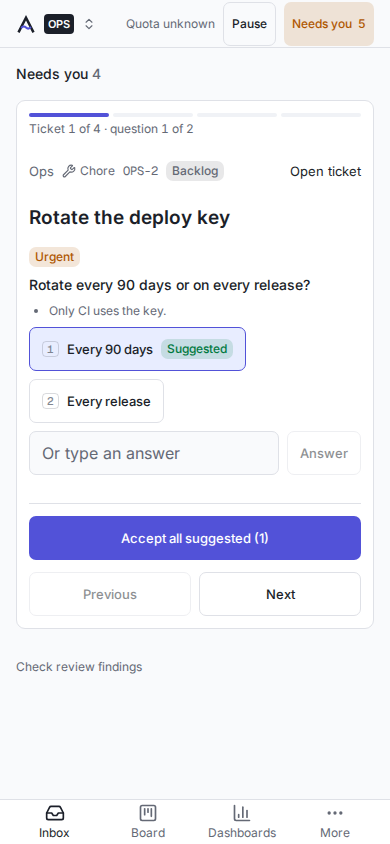 OPS Quota unknown Pause Needs you 5
Needs you 4
Ticket 1 of 4 · question 1 of 2
Ops Chore OPS-2 Backlog Open ticket
Rotate the deploy key
Urgent
Rotate every 90 days or on every release?
• Only CI uses the key.
1 Every 90 days Suggested
2 Every release
Or type an answer Answer
Accept all suggested (1)
Previous Next
Check review findings
Inbox Board Dashboards More